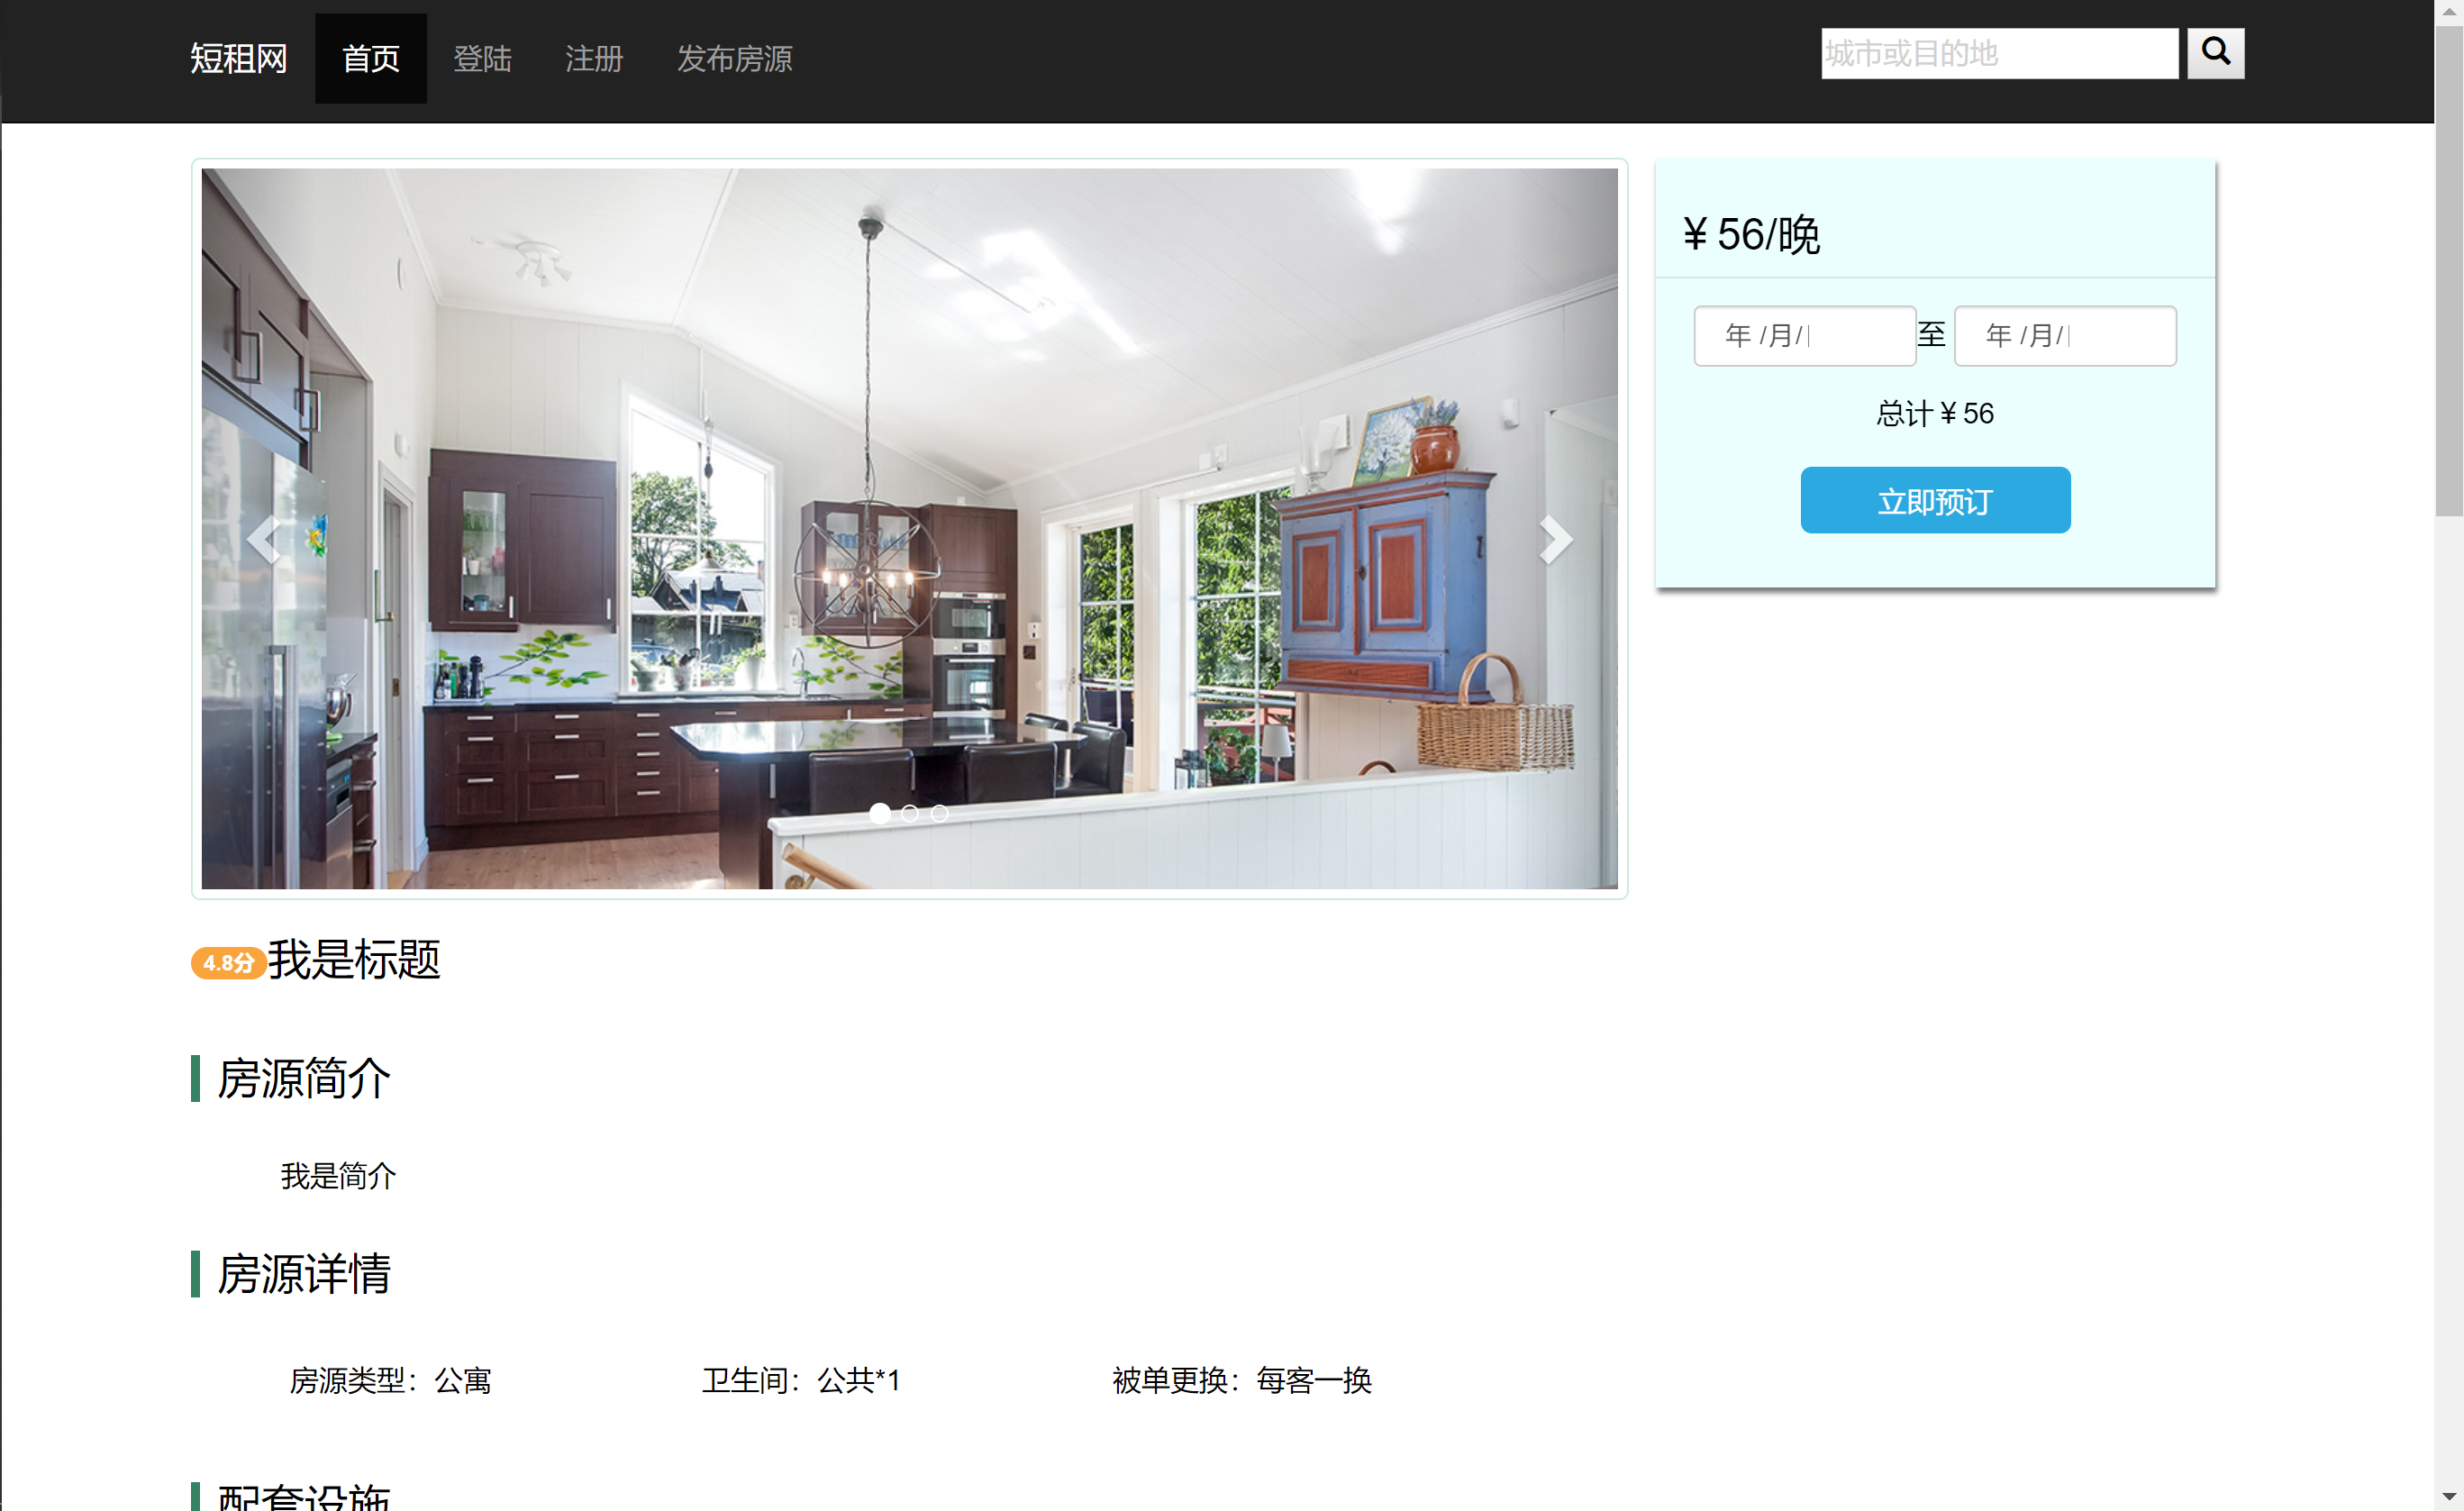 短租网 首页 登陆 注册 发布房源 城市或目的地
¥ 56/晚
年 /月/ 至 年 /月/
总计 ¥ 56
立即预订
4.8分 我是标题
房源简介
我是简介
房源详情
房源类型：公寓 卫生间：公共*1 被单更换：每客一换
配套设施